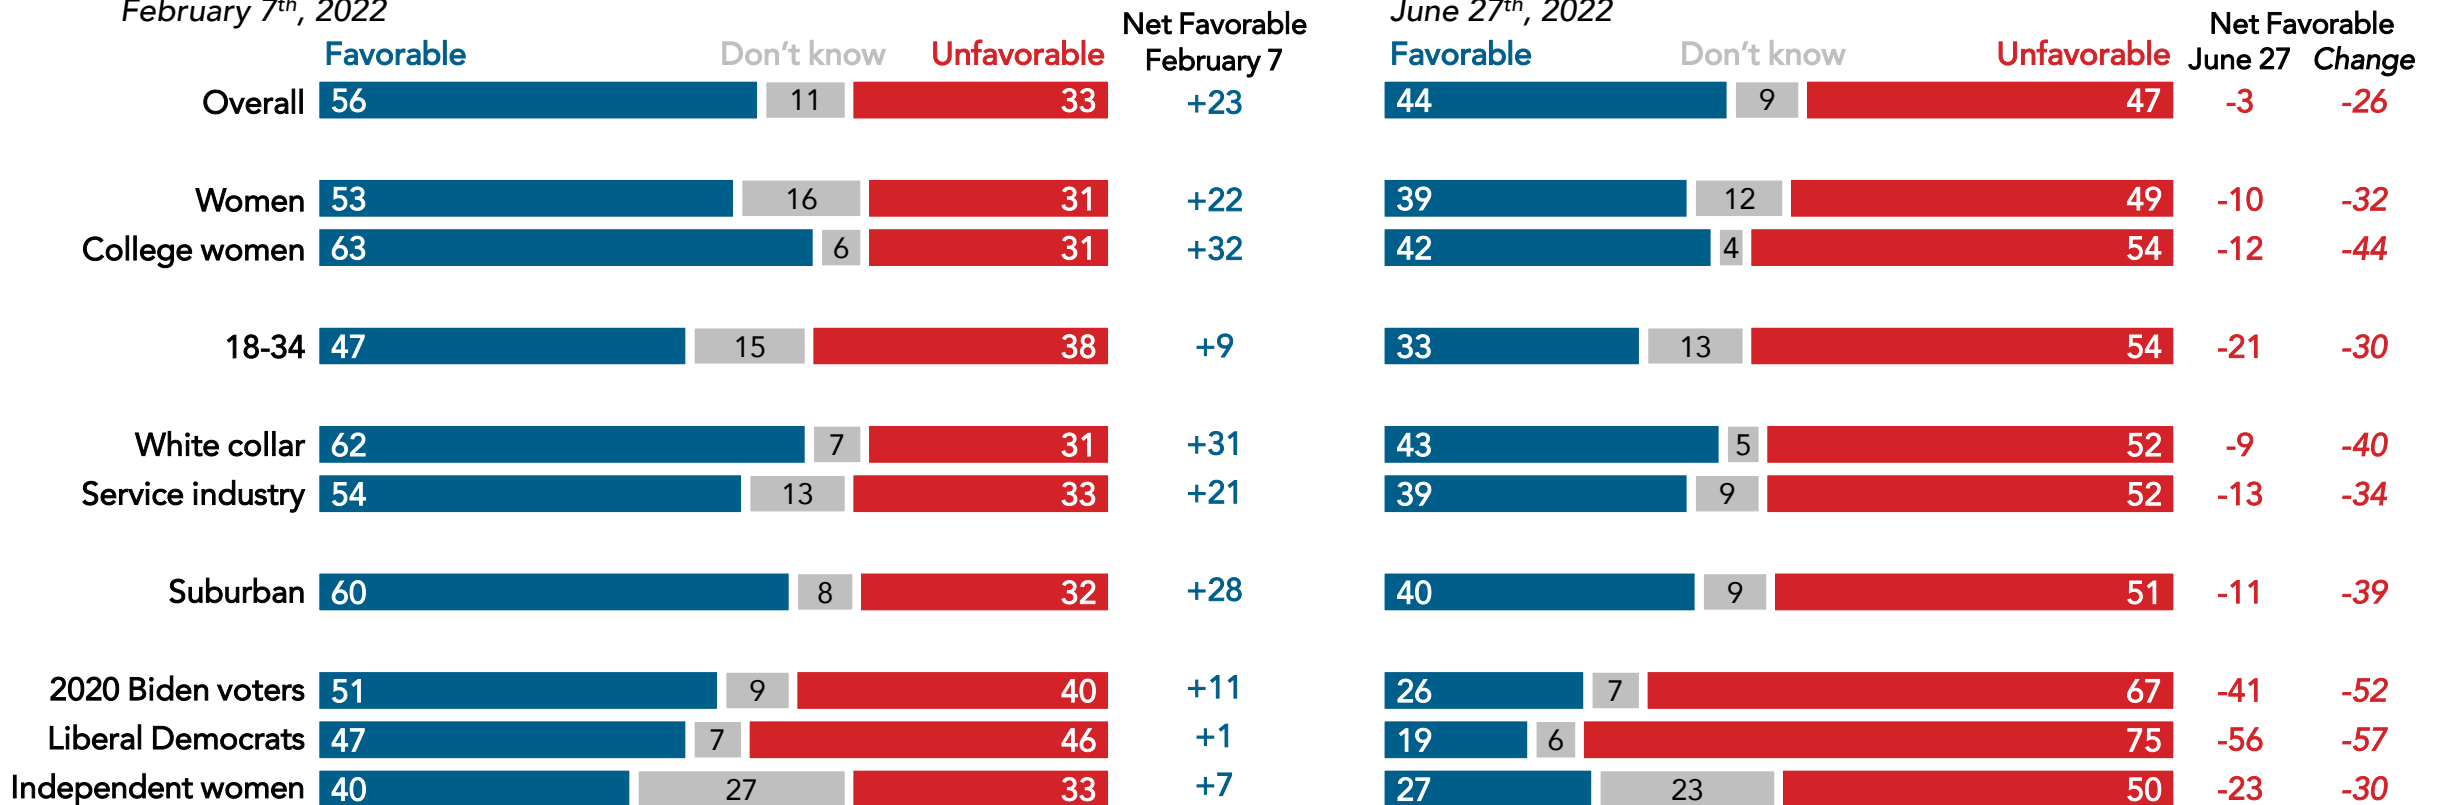 February 7th, 2022 June 27th, 2022
Net Favorable Net Favorable
Favorable Don't know Unfavorable February 7 Favorable Don't know Unfavorable June 27 Change
Overall 56 11 33 +23 44 9 47 -3 -26
Women 53 16 31 +22 39 12 49 -10 -32
College women 63 6 31 +32 42 4 54 -12 -44
18-34 47 15 38 +9 33 13 54 -21 -30
White collar 62 7 31 +31 43 5 52 -9 -40
Service industry 54 13 33 +21 39 9 52 -13 -34
Suburban 60 8 32 +28 40 9 51 -11 -39
2020 Biden voters 51 9 40 +11 26 7 67 -41 -52
Liberal Democrats 47 7 46 +1 19 6 75 -56 -57
Independent women 40 27 33 +7 27 23 50 -23 -30